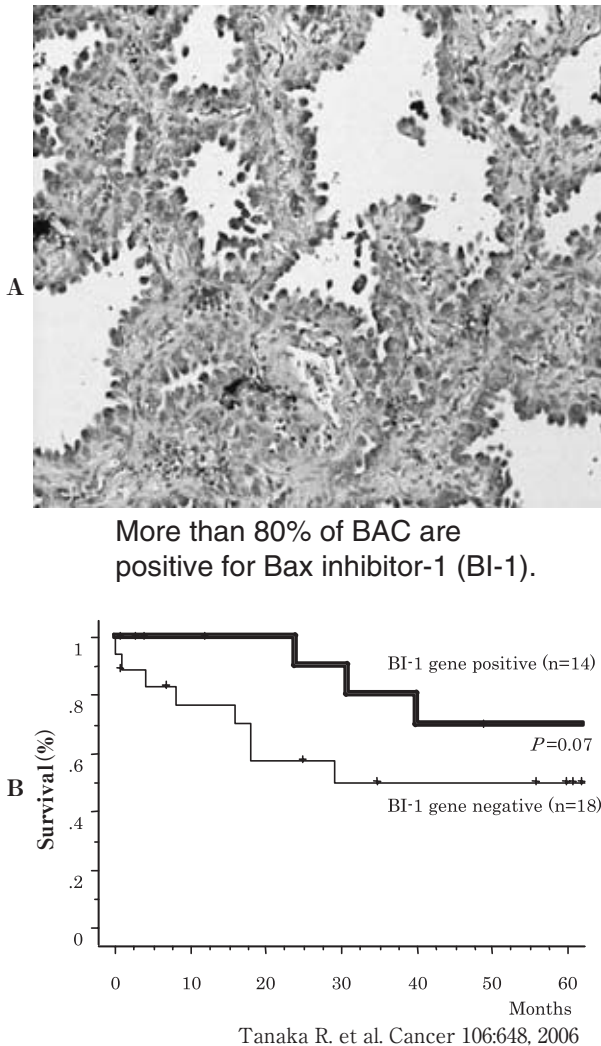 A
More than 80% of BAC are
positive for Bax inhibitor-1 (BI-1).
B
Survival(%)
1
.8
.6
.4
.2
0
BI-1 gene positive (n=14)
P=0.07
BI-1 gene negative (n=18)
0 10 20 30 40 50 60
Months
Tanaka R. et al. Cancer 106:648, 2006